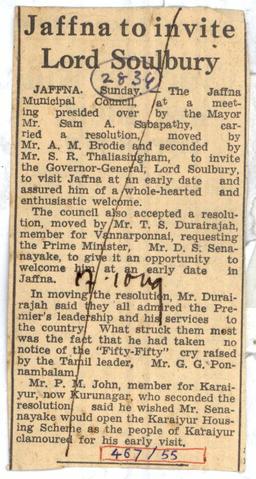 Jaffna to invite
Lord Soulbury
2836
JAFFNA, Sunday, The Jaffna
Municipal Council, at a meet-
ing presided over by the Mayor
Mr. Sam A. Sabapathy, car-
ried a resolution, moved by
Mr. A. M. Brodie and seconded by
Mr. S. R. Thaliasingham, to invite
the Governor-General, Lord Soulbury,
to visit Jaffna at an early date and
assured him of a whole-hearted and
enthusiastic welcome.
The council also accepted a resolu-
tion, moved by Mr. T. S. Durairajah,
member for Vannarponnai, requesting
the Prime Minister, Mr. D. S. Sena-
nayake, to give it an opportunity to
welcome him at an early date in
Jaffna.
In moving the resolution, Mr. Durai-
rajah said they all admired the Pre-
mier's leadership and his services to
the country. What struck them most
was the fact that he had taken no
notice of the "Fifty-Fifty" cry raised
by the Tamil leader, Mr. G. G. Pon-
nambalam.
Mr. P. M. John, member for Karai-
yur, now Kurunagar, who seconded the
resolution, said he wished Mr. Sena-
nayake would open the Karaiyur Hous-
ing Scheme as the people of Karaiyur
clamoured for his early visit.
467/55